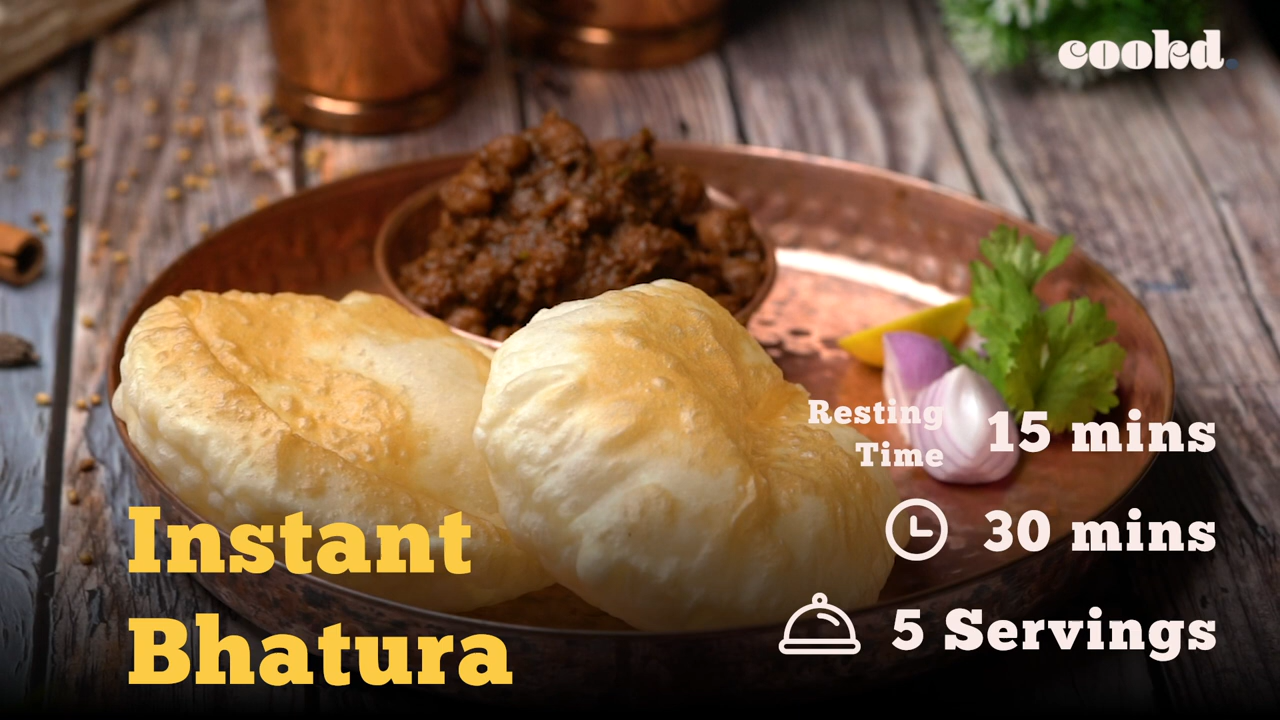 cookd.
Resting
Time
15 mins
30 mins
5 Servings
Instant
Bhatura